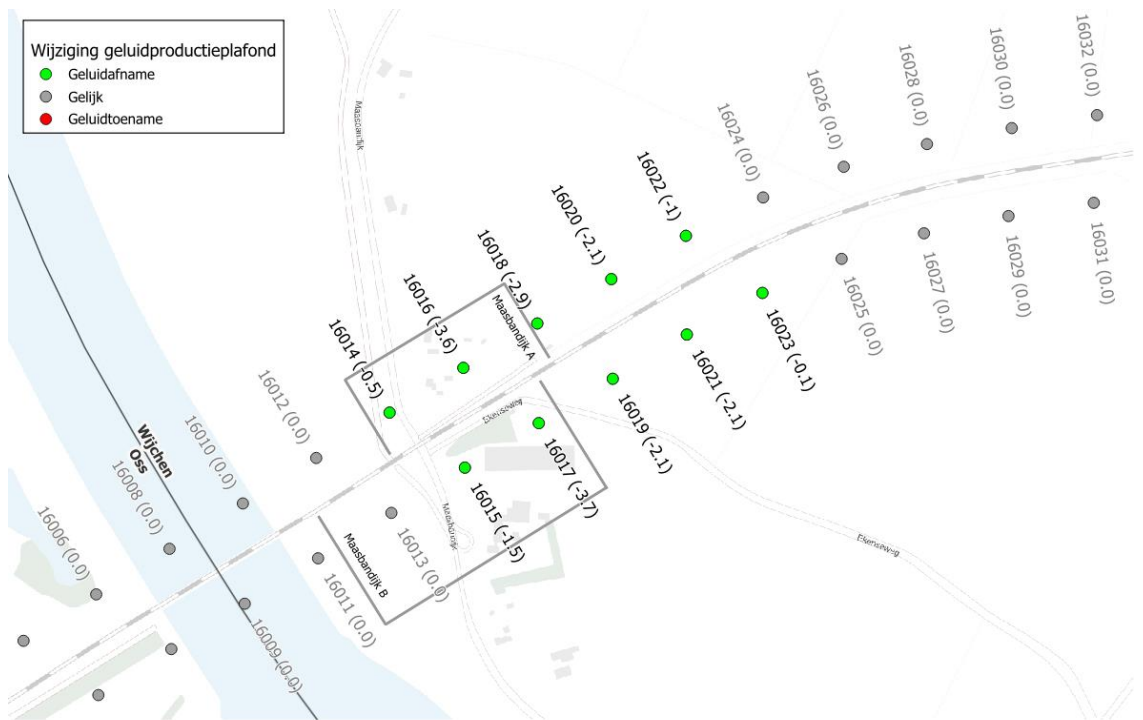 Wijziging geluidproductieplafond
Geluidafname
Gelijk
Geluidtoename
Maasbandijk
16032 (0.0)
16030 (0.0)
16028 (0.0)
16026 (0.0)
16024 (0.0)
16022 (-1)
16020 (-2.1)
16018 (-2.9)
16016 (-3.6)
16014 (-0.5)
16012 (0.0)
16010 (0.0)
16008 (0.0)
16006 (0.0)
Maasbandijk A
Ekenseweg
Wijchen
Oss
16031 (0.0)
16029 (0.0)
16027 (0.0)
16025 (0.0)
16023 (-0.1)
16021 (-2.1)
16019 (-2.1)
16017 (-3.7)
16015 (-1.5)
16013 (0.0)
16011 (0.0)
16009 (0.0)
Maasbandijk
Maasbandijk B
Ekenseweg